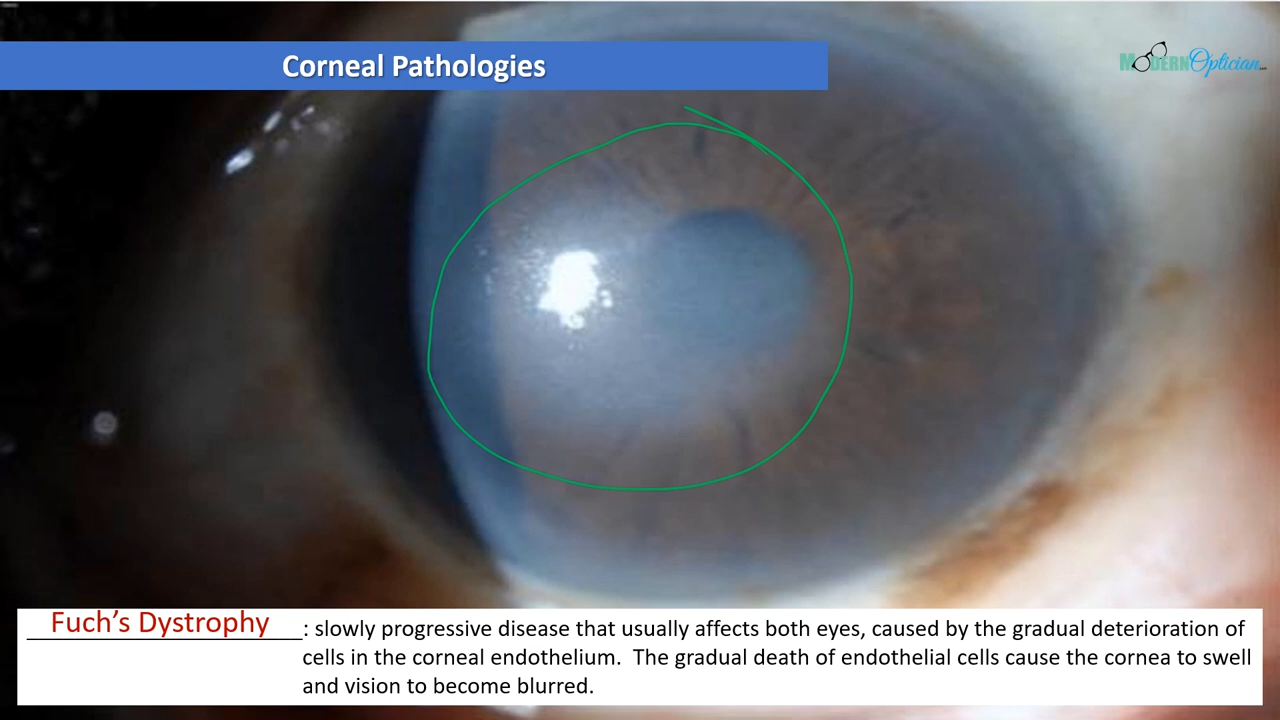 Corneal Pathologies
MODERNOptician.com
Fuch's Dystrophy : slowly progressive disease that usually affects both eyes, caused by the gradual deterioration of
cells in the corneal endothelium. The gradual death of endothelial cells cause the cornea to swell
and vision to become blurred.